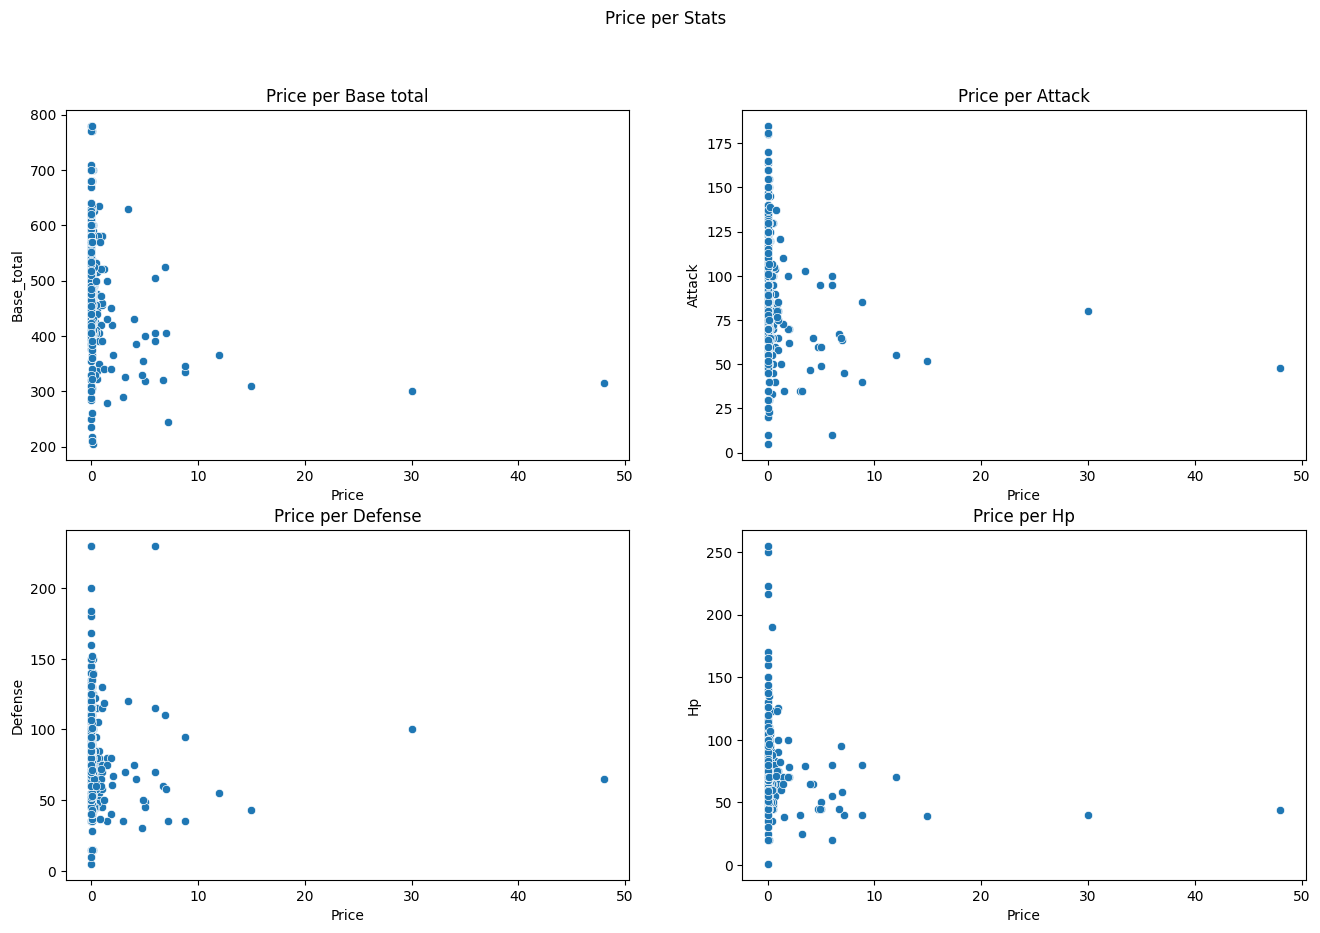 Price per Stats
Price per Base total
800
700
600
500
400
300
200
Base_total
0 10 20 30 40 50
Price
Price per Attack
175
150
125
100
75
50
25
0
Attack
0 10 20 30 40 50
Price
Price per Defense
200
150
100
50
0
Defense
0 10 20 30 40 50
Price
Price per Hp
250
200
150
100
50
0
Hp
0 10 20 30 40 50
Price